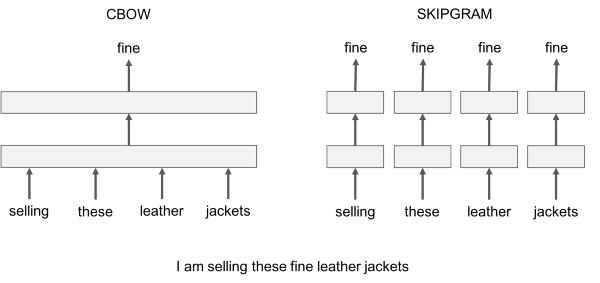 CBOW SKIPGRAM
fine fine fine fine fine
selling these leather jackets selling these leather jackets
I am selling these fine leather jackets